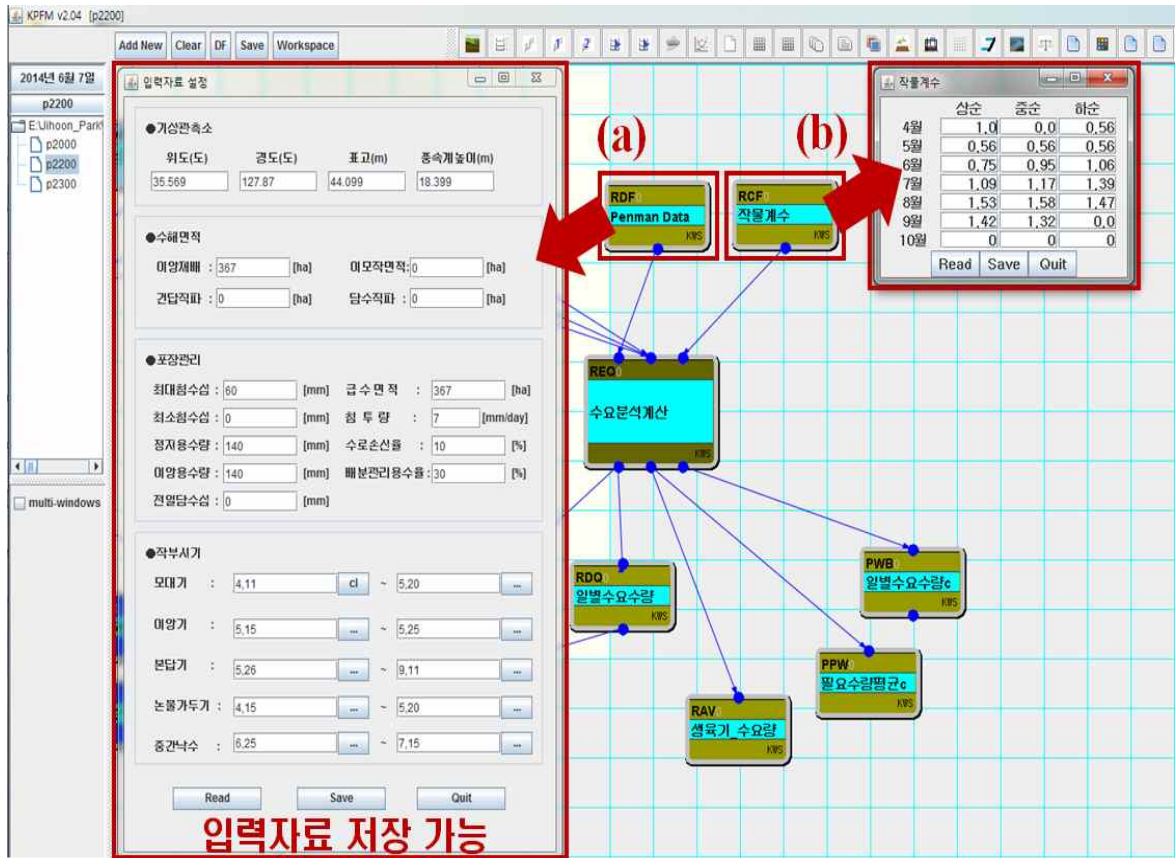 KPFM v2.04 [p2200]
Add New Clear DF Save Workspace
2014년 6월 7일
p2200
p2000
p2200
p2300
multi-windows
입력자료 설정
●기상관측소
위도(도) 경도(도) 표고(m) 풍속계높이(m)
35.569 127.87 44.099 18.399
●수혜면적
이앙재배 : 367 [ha] 이모작면적: 0 [ha]
건답직파 : 0 [ha] 담수직파 : 0 [ha]
●포장관리
최대침수심 : 60 [mm] 급수면적 : 367 [ha]
최소침수심 : 0 [mm] 침투량 : 7 [mm/day]
정지용수량 : 140 [mm] 수로손실율 : 10 [%]
이앙용수량 : 140 [mm] 배분관리용수율 : 30 [%]
전일담수심 : 0 [mm]
●작부시기
모대기 : 4,11 cl ~ 5,20 ...
이앙기 : 5,15 ... ~ 5,25 ...
본답기 : 5,26 ... ~ 9,11 ...
논물가두기 : 4,15 ... ~ 5,20 ...
중간낙수 : 6,25 ... ~ 7,15 ...
Read Save Quit
입력자료 저장 가능
(a)
(b)
RDF0
Penman Data
KWS
RCF0
작물계수
KWS
작물계수
상순 중순 하순
4월 1.0 0.0 0.56
5월 0.56 0.56 0.56
6월 0.75 0.95 1.06
7월 1.09 1.17 1.39
8월 1.53 1.58 1.47
9월 1.42 1.32 0.0
10월 0 0 0
Read Save Quit
REQ0
수요분석계산
KWS
RDQ0
일별수요수량
KWS
PWB0
일별수요수량c
KWS
PPW0
필요수량평균c
KWS
RAV0
생육기_수요량
KWS